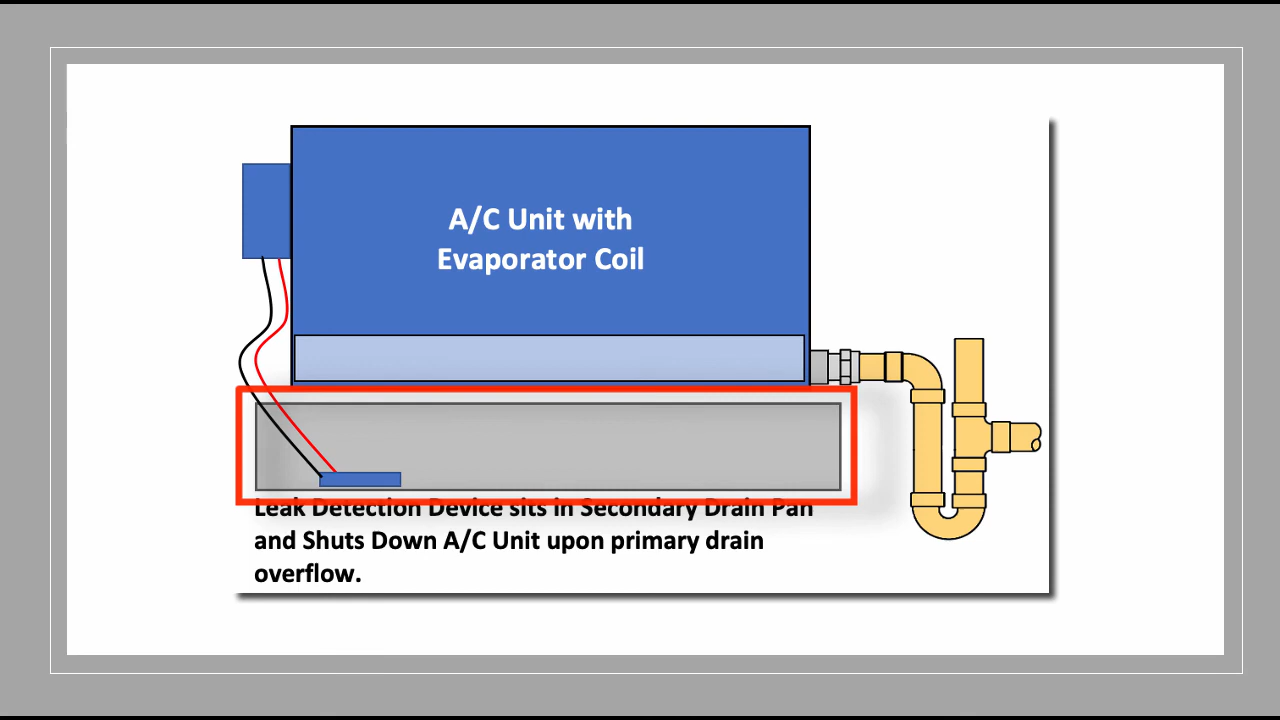 A/C Unit with
Evaporator Coil
Leak Detection Device sits in Secondary Drain Pan
and Shuts Down A/C Unit upon primary drain
overflow.